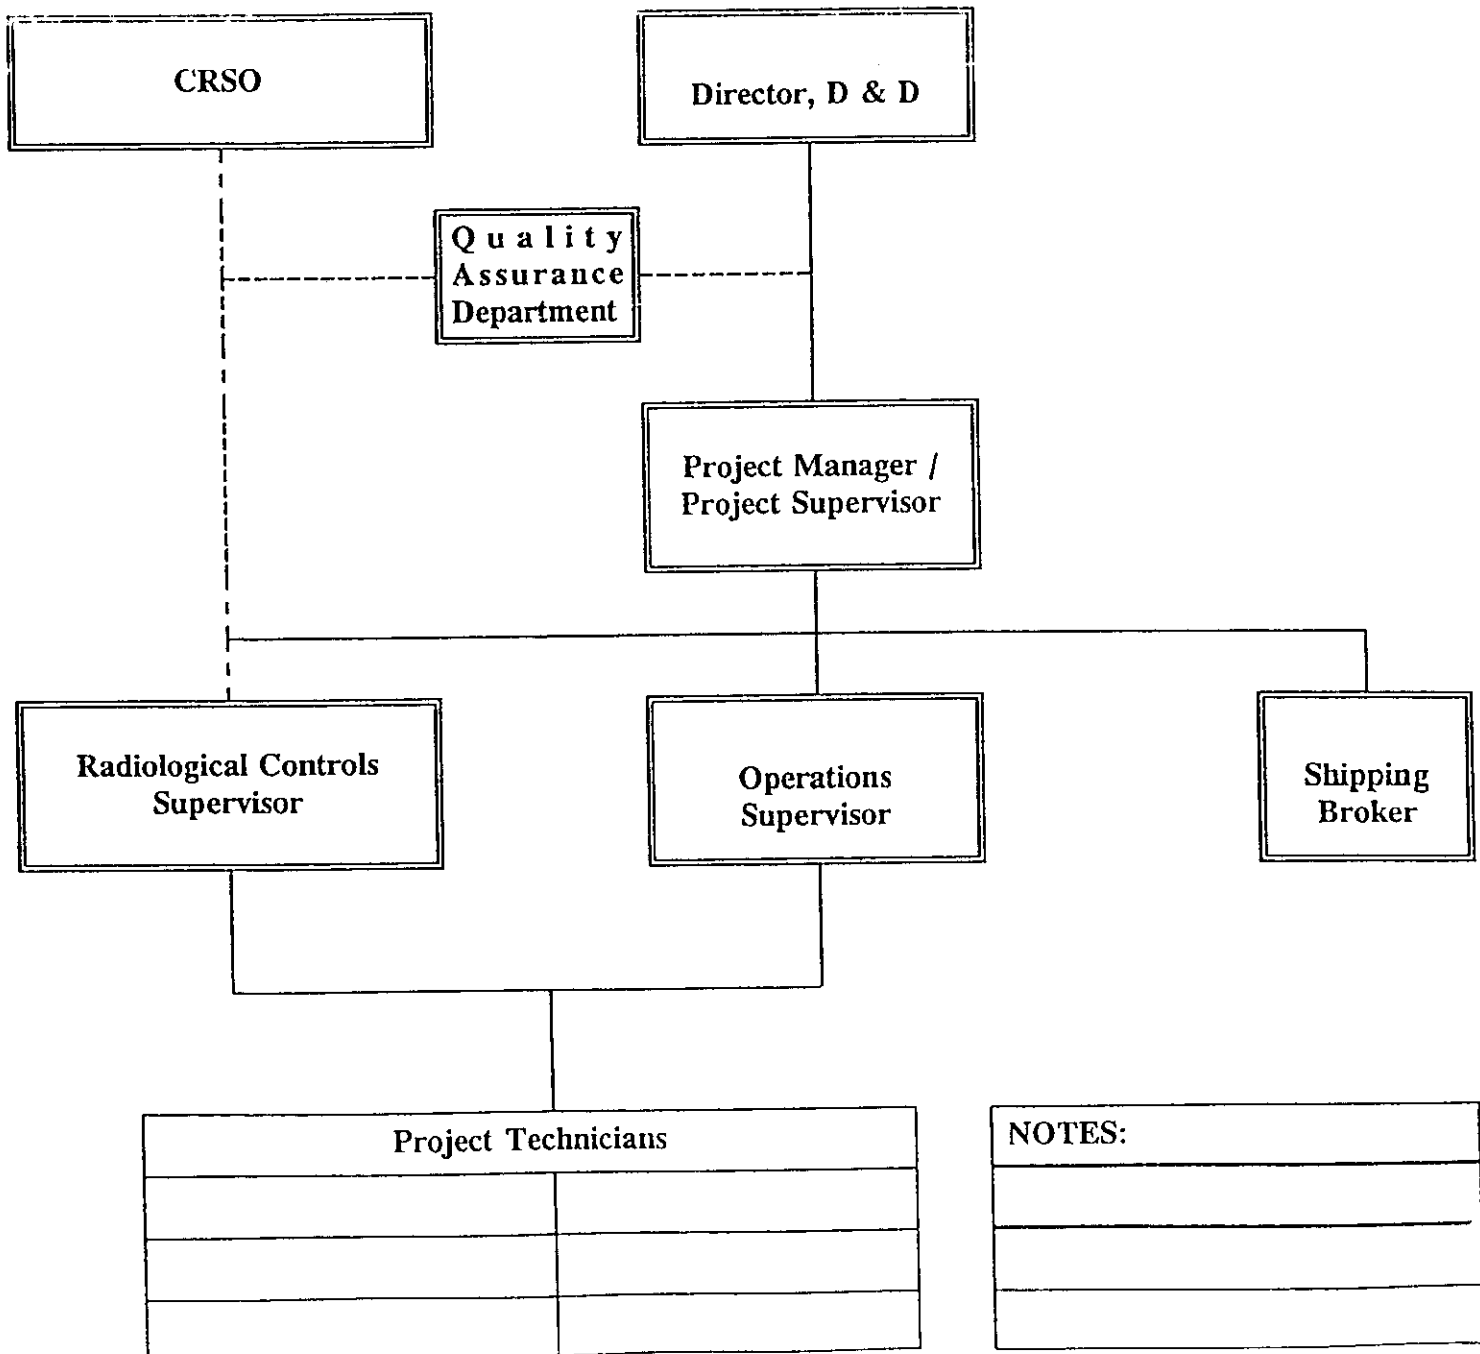 CRSO
Director, D & D
Quality
Assurance
Department
Project Manager /
Project Supervisor
Radiological Controls
Supervisor
Operations
Supervisor
Shipping
Broker
Project Technicians
NOTES: